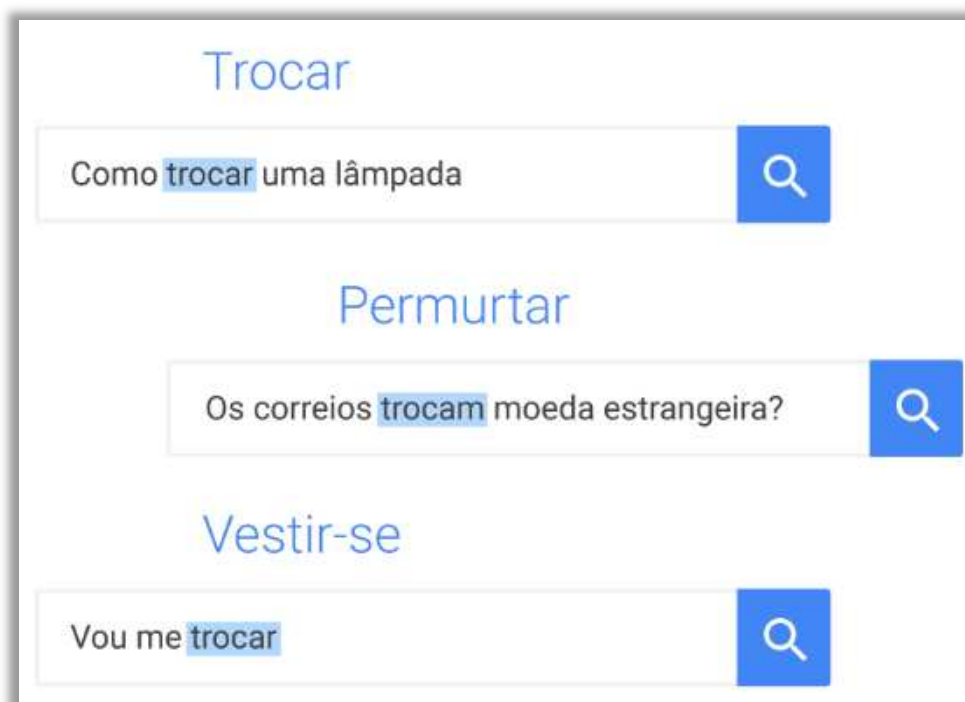 Trocar
Como trocar uma lâmpada
Permurtar
Os correios trocam moeda estrangeira?
Vestir-se
Vou me trocar